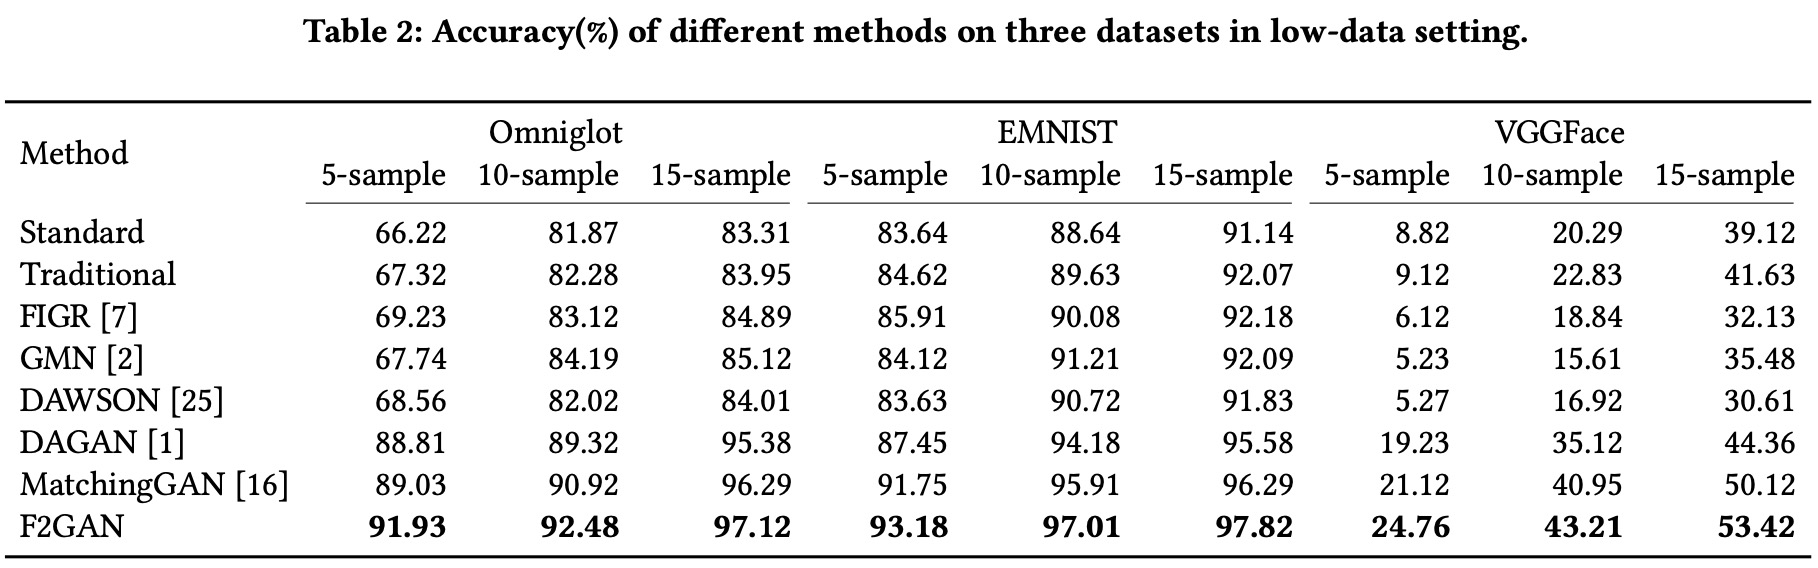 Table 2: Accuracy(%) of different methods on three datasets in low-data setting.
Method Omniglot EMNIST VGGFace
5-sample 10-sample 15-sample 5-sample 10-sample 15-sample 5-sample 10-sample 15-sample
Standard 66.22 81.87 83.31 83.64 88.64 91.14 8.82 20.29 39.12
Traditional 67.32 82.28 83.95 84.62 89.63 92.07 9.12 22.83 41.63
FIGR [7] 69.23 83.12 84.89 85.91 90.08 92.18 6.12 18.84 32.13
GMN [2] 67.74 84.19 85.12 84.12 91.21 92.09 5.23 15.61 35.48
DAWSON [25] 68.56 82.02 84.01 83.63 90.72 91.83 5.27 16.92 30.61
DAGAN [1] 88.81 89.32 95.38 87.45 94.18 95.58 19.23 35.12 44.36
MatchingGAN [16] 89.03 90.92 96.29 91.75 95.91 96.29 21.12 40.95 50.12
F2GAN 91.93 92.48 97.12 93.18 97.01 97.82 24.76 43.21 53.42